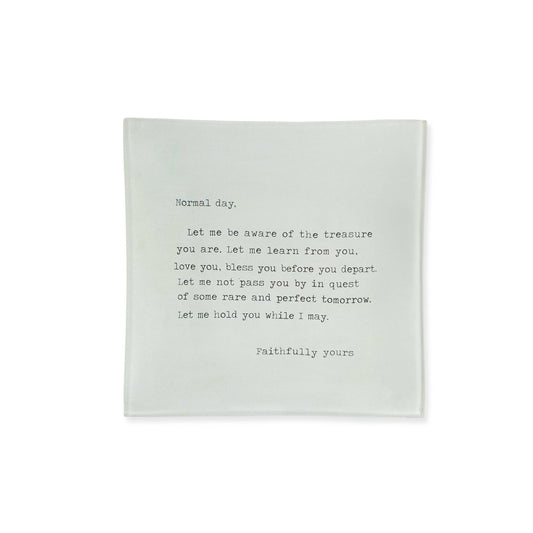 Normal day,
Let me be aware of the treasure
you are. Let me learn from you,
love you, bless you before you depart.
Let me not pass you by in quest
of some rare and perfect tomorrow.
Let me hold you while I may.
Faithfully yours